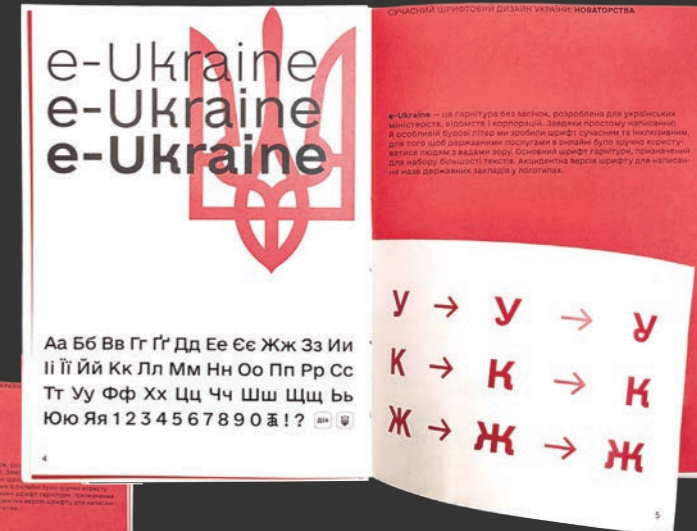 e-Ukraine
e-Ukraine
e-Ukraine
Аа Бб Вв Гг Ґґ Дд Ее Єє Жж Зз Ии
Іі Її Йй Кк Лл Мм Нн Оо Пп Рр Сс
Тт Уу Фф Хх Цц Чч Шш Щщ Ьь
Юю Яя 1 2 3 4 5 6 7 8 9 0 ₴ ! ? Дія
4
СУЧАСНИЙ ШРИФТОВИЙ ДИЗАЙН УКРАЇНИ: НОВАТОРСТВА
e-Ukraine — це гарнітура без засічок, розроблена для українських
міністерств, відомств і корпорацій. Завдяки простому написанню
й особливій будові літер ми зробили шрифт сучасним та інклюзивним,
для того щоб державними послугами в онлайні було зручно користу-
ватися людям з вадами зору. Основний шрифт гарнітури, призначений
для набору більшості текстів. Акцидентна версія шрифту для написан-
ня назв державних закладів у логотипах.
У → У → У
К → К → К
Ж → Ж → Ж
5